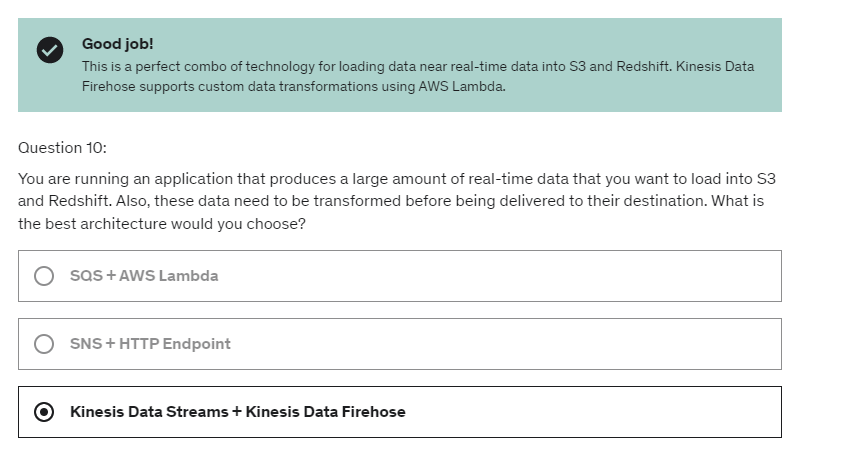 Good job!
This is a perfect combo of technology for loading data near real-time data into S3 and Redshift. Kinesis Data
Firehose supports custom data transformations using AWS Lambda.
Question 10:
You are running an application that produces a large amount of real-time data that you want to load into S3
and Redshift. Also, these data need to be transformed before being delivered to their destination. What is
the best architecture would you choose?
SQS + AWS Lambda
SNS + HTTP Endpoint
Kinesis Data Streams + Kinesis Data Firehose